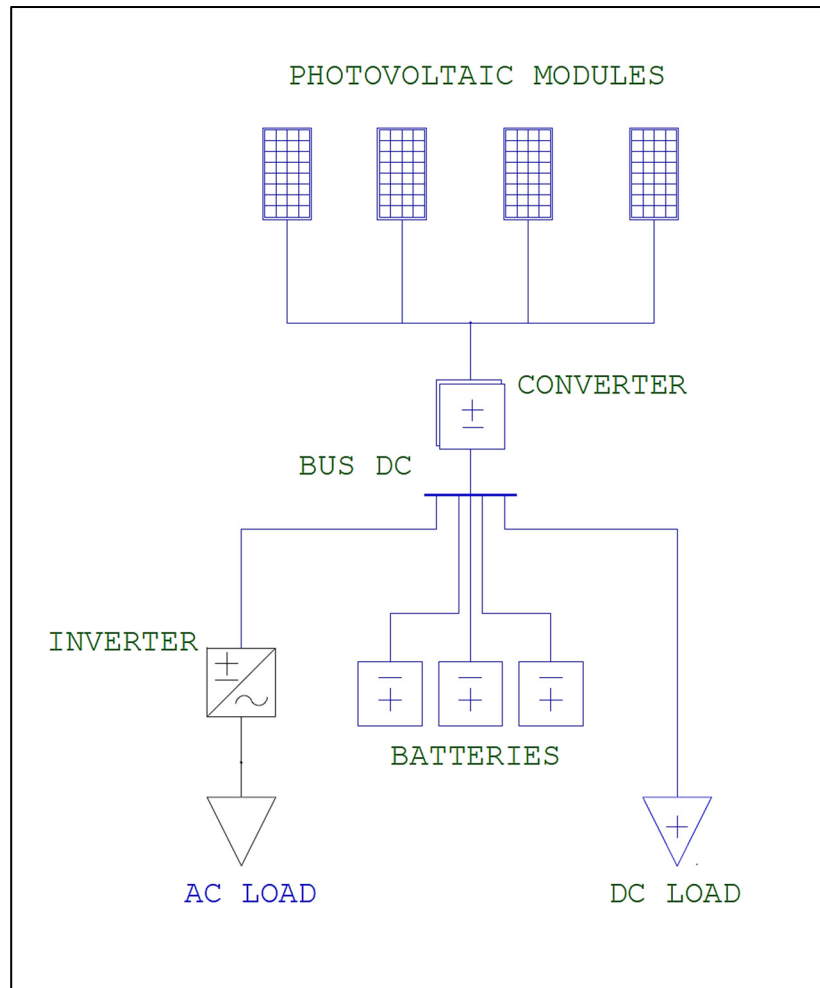 PHOTOVOLTAIC MODULES
CONVERTER
BUS DC
INVERTER
BATTERIES
AC LOAD
DC LOAD